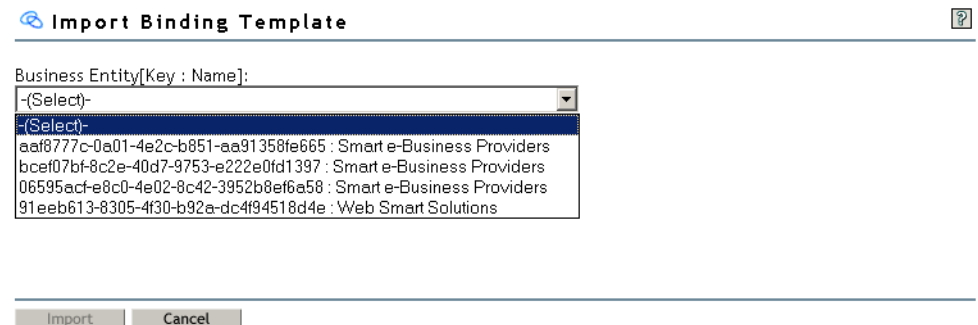 Import Binding Template ?
Business Entity[Key : Name]:
-(Select)-
-(Select)-
aaf8777c-0a01-4e2c-b851-aa91358fe665 : Smart e-Business Providers
bcef07bf-8c2e-40d7-9753-e222e0fd1397 : Smart e-Business Providers
06595acf-e8c0-4e02-8c42-3952b8ef6a58 : Smart e-Business Providers
91eeb613-8305-4f30-b92a-dc4f94518d4e : Web Smart Solutions
Import Cancel